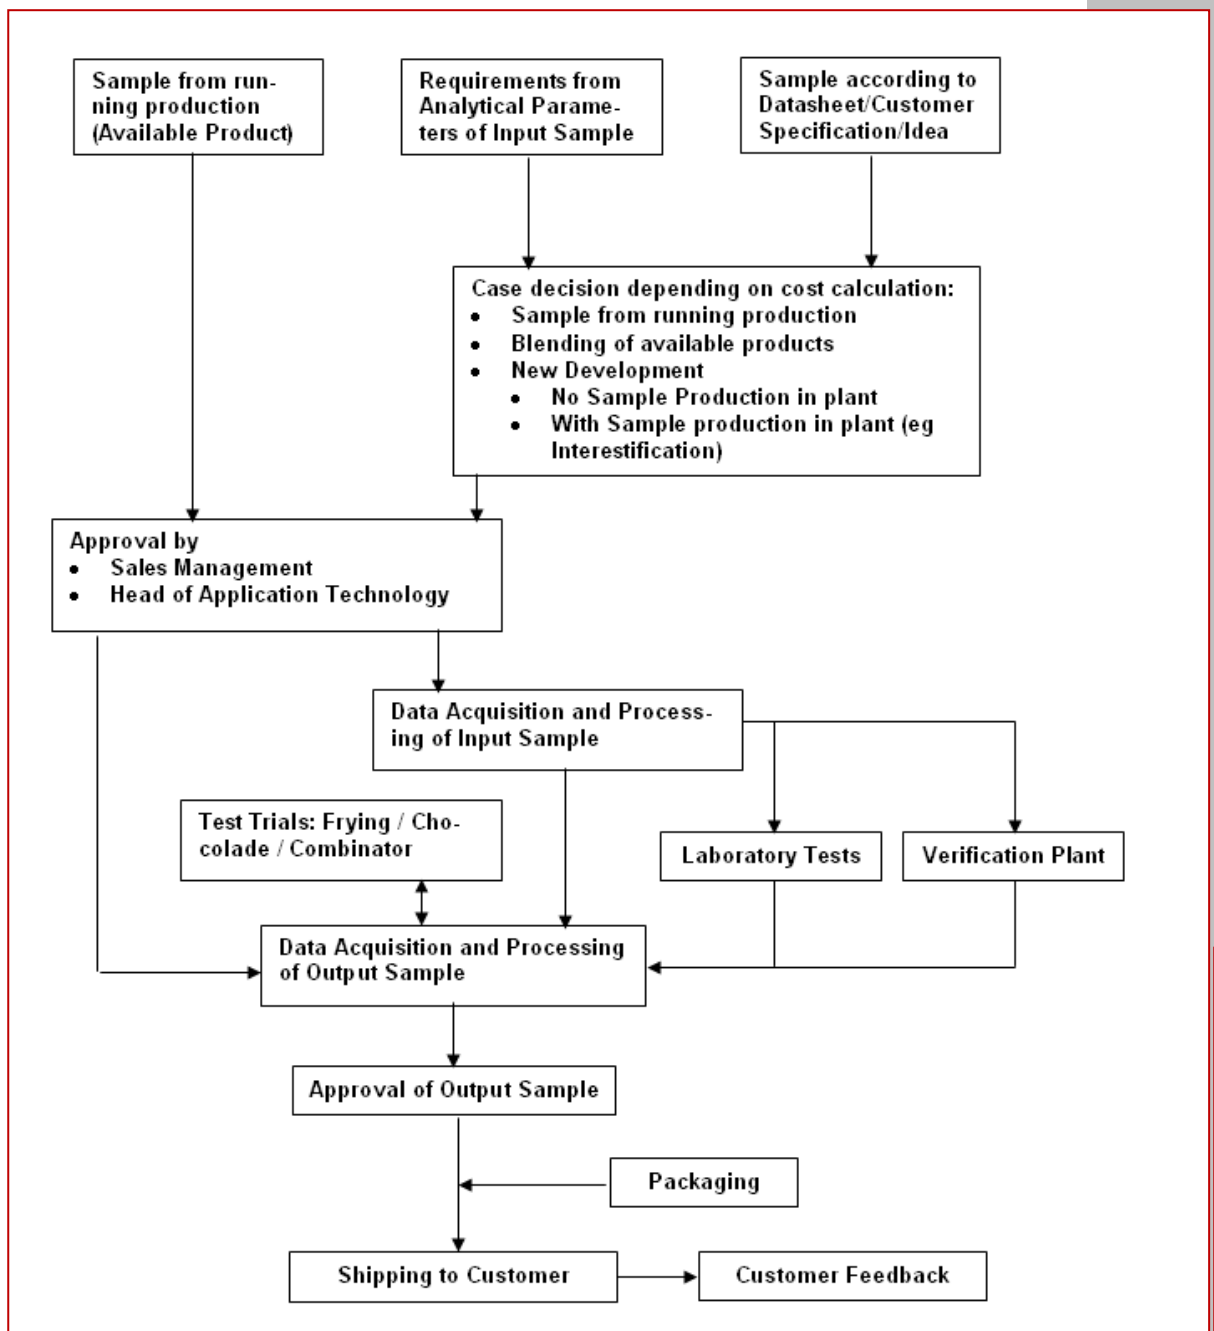 Sample from run-
ning production
(Available Product)
Requirements from
Analytical Parame-
ters of Input Sample
Sample according to
Datasheet/Customer
Specification/Idea
Case decision depending on cost calculation:
• Sample from running production
• Blending of available products
• New Development
• No Sample Production in plant
• With Sample production in plant (eg
Interestification)
Approval by
• Sales Management
• Head of Application Technology
Data Acquisition and Process-
ing of Input Sample
Test Trials: Frying / Cho-
colade / Combinator
Laboratory Tests
Verification Plant
Data Acquisition and Processing
of Output Sample
Approval of Output Sample
Packaging
Shipping to Customer
Customer Feedback